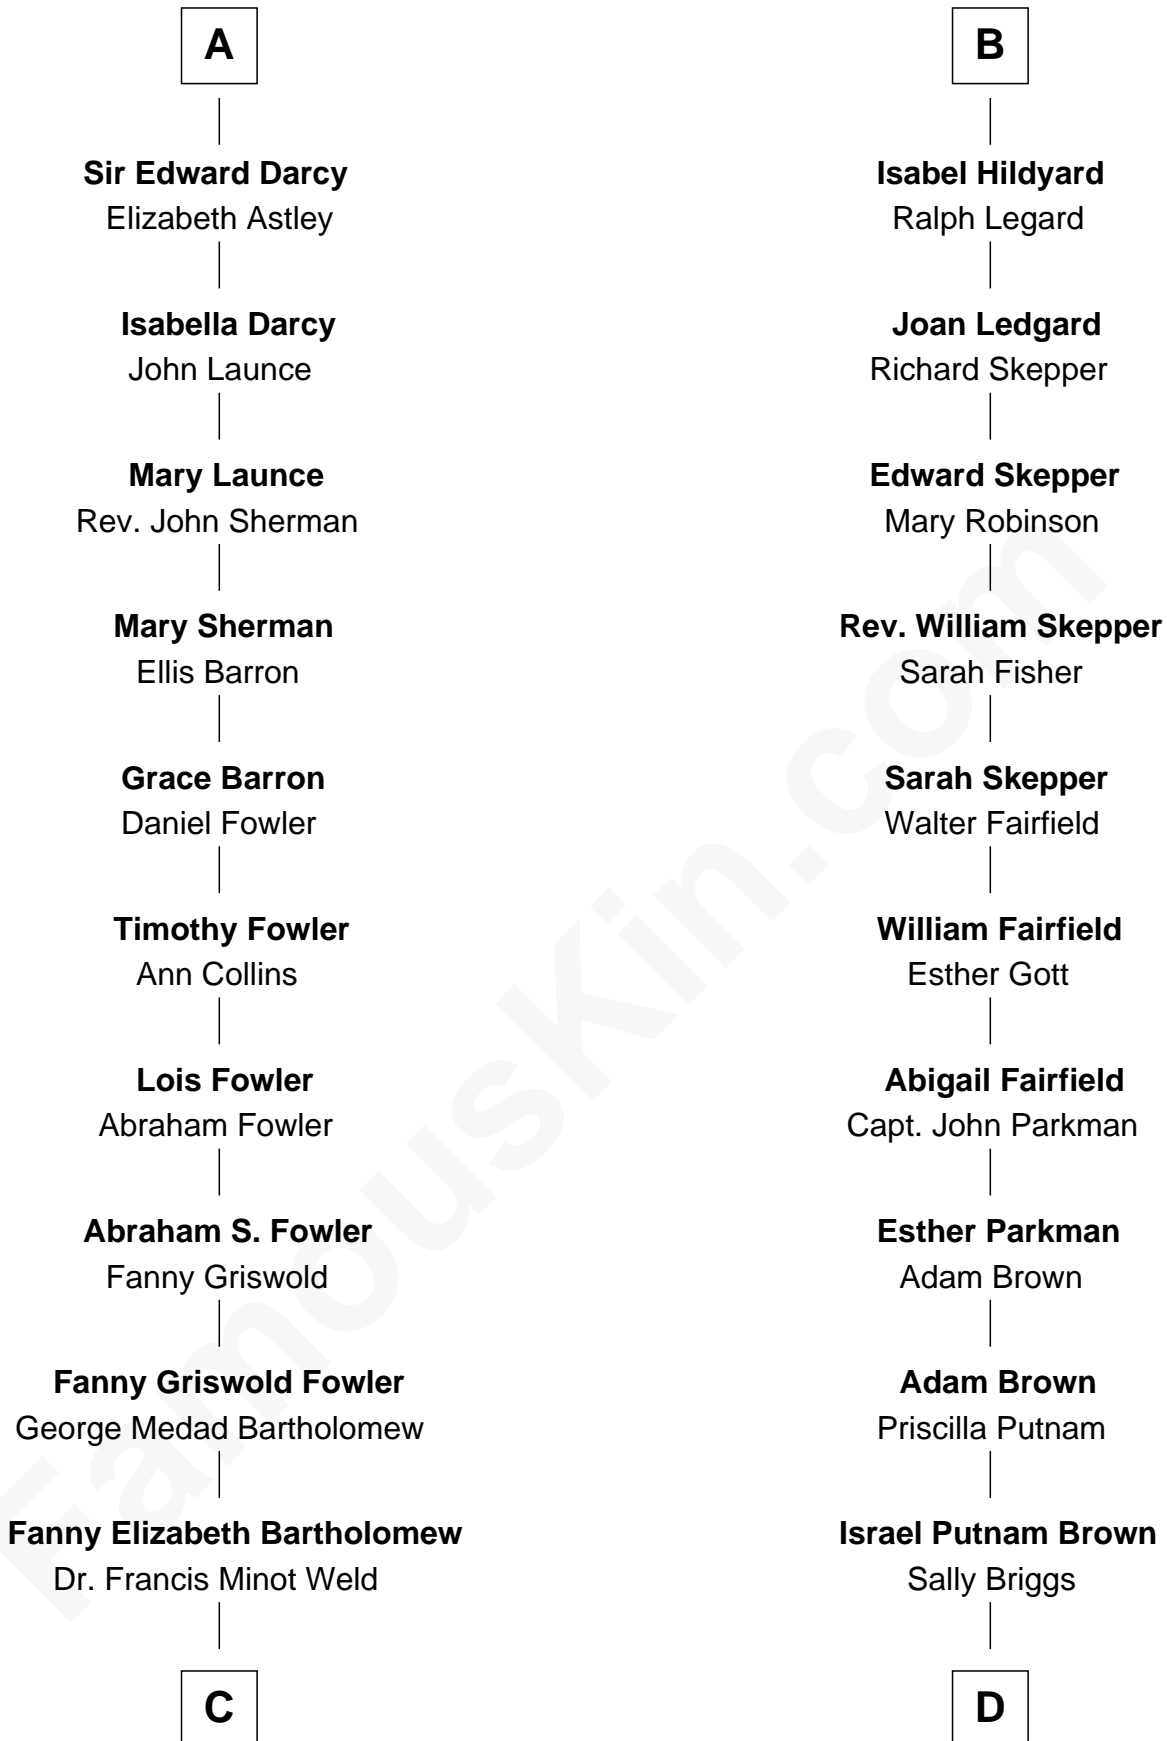 A
Sir Edward Darcy
Elizabeth Astley
Isabella Darcy
John Launce
Mary Launce
Rev. John Sherman
Mary Sherman
Ellis Barron
Grace Barron
Daniel Fowler
Timothy Fowler
Ann Collins
Lois Fowler
Abraham Fowler
Abraham S. Fowler
Fanny Griswold
Fanny Griswold Fowler
George Medad Bartholomew
Fanny Elizabeth Bartholomew
Dr. Francis Minot Weld
C
B
Isabel Hildyard
Ralph Legard
Joan Ledgard
Richard Skepper
Edward Skepper
Mary Robinson
Rev. William Skepper
Sarah Fisher
Sarah Skepper
Walter Fairfield
William Fairfield
Esther Gott
Abigail Fairfield
Capt. John Parkman
Esther Parkman
Adam Brown
Adam Brown
Priscilla Putnam
Israel Putnam Brown
Sally Briggs
D
FamousKin.com